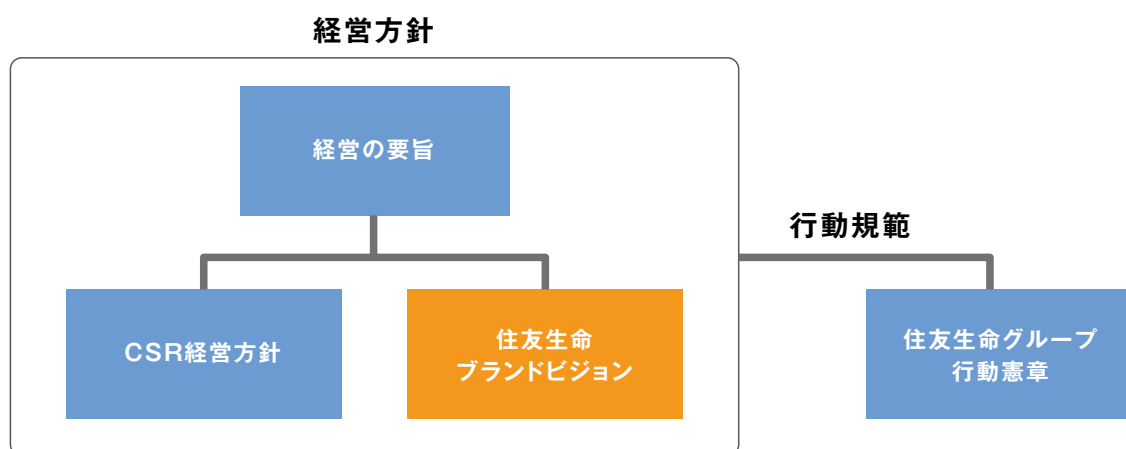 経営方針
経営の要旨
行動規範
CSR経営方針
住友生命
ブランドビジョン
住友生命グループ
行動憲章